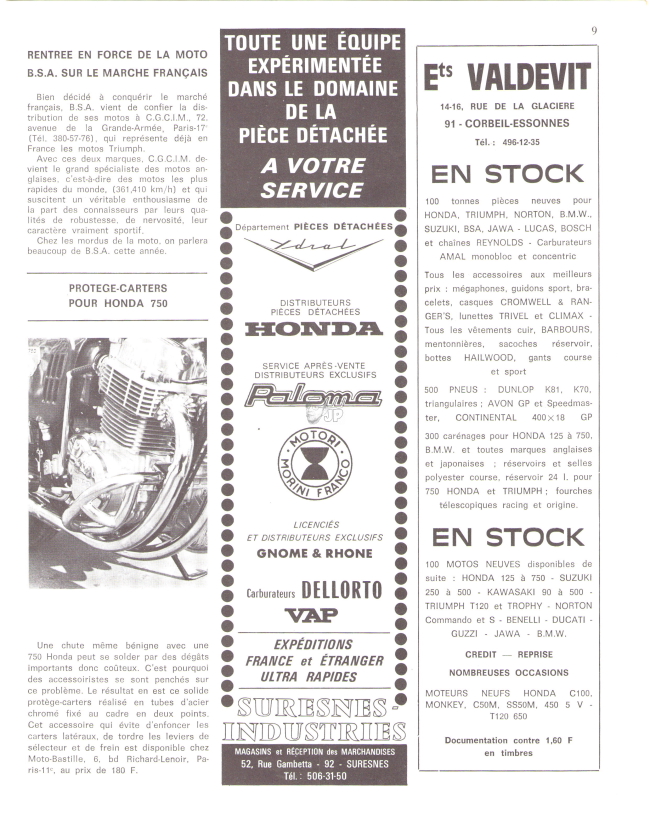 9
RENTREE EN FORCE DE LA MOTO
B.S.A. SUR LE MARCHE FRANÇAIS
Bien décidé à conquérir le marché
français, B.S.A. vient de confier la dis-
tribution de ses motos à C.G.C.I.M., 72,
avenue de la Grande-Armée, Paris-17e
(Tél. 380-57-76), qui représente déjà en
France les motos Triumph.
Avec ces deux marques, C.G.C.I.M. de-
vient le grand spécialiste des motos an-
glaises, c'est-à-dire des motos les plus
rapides du monde, (361,410 km/h) et qui
suscitent un véritable enthousiasme de
la part des connaisseurs par leurs qua-
lités de robustesse, de nervosité, leur
caractère vraiment sportif.
Chez les mordus de la moto, on parlera
beaucoup de B.S.A. cette année.
PROTEGE-CARTERS
POUR HONDA 750
Une chute même bénigne avec une
750 Honda peut se solder par des dégâts
importants donc coûteux. C'est pourquoi
des accessoiristes se sont penchés sur
ce problème. Le résultat en est ce solide
protège-carters réalisé en tubes d'acier
chromé fixé au cadre en deux points.
Cet accessoire qui évite d'enfoncer les
carters latéraux, de tordre les leviers de
sélecteur et de frein est disponible chez
Moto-Bastille, 6, bd Richard-Lenoir, Pa-
ris-11e, au prix de 180 F.
TOUTE UNE ÉQUIPE
EXPÉRIMENTÉE
DANS LE DOMAINE
DE LA
PIÈCE DÉTACHÉE
A VOTRE
SERVICE
Département PIÈCES DÉTACHÉES
Ydral
DISTRIBUTEURS
PIÈCES DÉTACHÉES
HONDA
SERVICE APRÈS-VENTE
DISTRIBUTEURS EXCLUSIFS
Paloma
JP
MOTORI
MORINI FRANCO
LICENCIÉS
ET DISTRIBUTEURS EXCLUSIFS
GNOME & RHONE
Carburateurs DELLORTO
VAP
EXPÉDITIONS
FRANCE et ÉTRANGER
ULTRA RAPIDES
SURESNES-
INDUSTRIES
MAGASINS et RÉCEPTION des MARCHANDISES
52, Rue Gambetta - 92 - SURESNES
Tél. : 506-31-50
Ets VALDEVIT
14-16, RUE DE LA GLACIERE
91 - CORBEIL-ESSONNES
Tél. : 496-12-35
EN STOCK
100 tonnes pièces neuves pour
HONDA, TRIUMPH, NORTON, B.M.W.,
SUZUKI, BSA, JAWA - LUCAS, BOSCH
et chaînes REYNOLDS - Carburateurs
AMAL monobloc et concentric
Tous les accessoires aux meilleurs
prix : mégaphones, guidons sport, bra-
celets, casques CROMWELL & RAN-
GER'S, lunettes TRIVEL et CLIMAX -
Tous les vêtements cuir, BARBOURS,
mentonnières, sacoches réservoir,
bottes HAILWOOD, gants course
et sport
500 PNEUS : DUNLOP K81, K70,
triangulaires ; AVON GP et Speedmas-
ter, CONTINENTAL 400×18 GP
300 carénages pour HONDA 125 à 750,
B.M.W. et toutes marques anglaises
et japonaises ; réservoirs et selles
polyester course, réservoir 24 l. pour
750 HONDA et TRIUMPH ; fourches
télescopiques racing et origine.
EN STOCK
100 MOTOS NEUVES disponibles de
suite : HONDA 125 à 750 - SUZUKI
250 à 500 - KAWASAKI 90 à 500 -
TRIUMPH T120 et TROPHY - NORTON
Commando et S - BENELLI - DUCATI -
GUZZI - JAWA - B.M.W.
CREDIT — REPRISE
NOMBREUSES OCCASIONS
MOTEURS NEUFS HONDA C100,
MONKEY, C50M, SS50M, 450 5 V -
T120 650
Documentation contre 1,60 F
en timbres